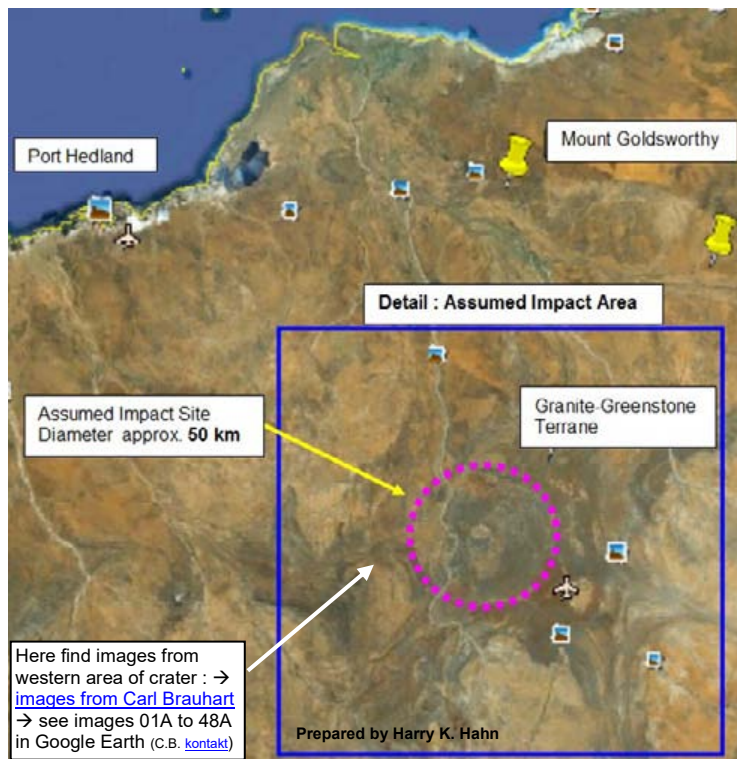 Port Hedland
Mount Goldsworthy
Detail : Assumed Impact Area
Assumed Impact Site
Diameter approx. 50 km
Granite-Greenstone
Terrane
Here find images from
western area of crater : →
images from Carl Brauhart
→ see images 01A to 48A
in Google Earth (C.B. kontakt)
Prepared by Harry K. Hahn